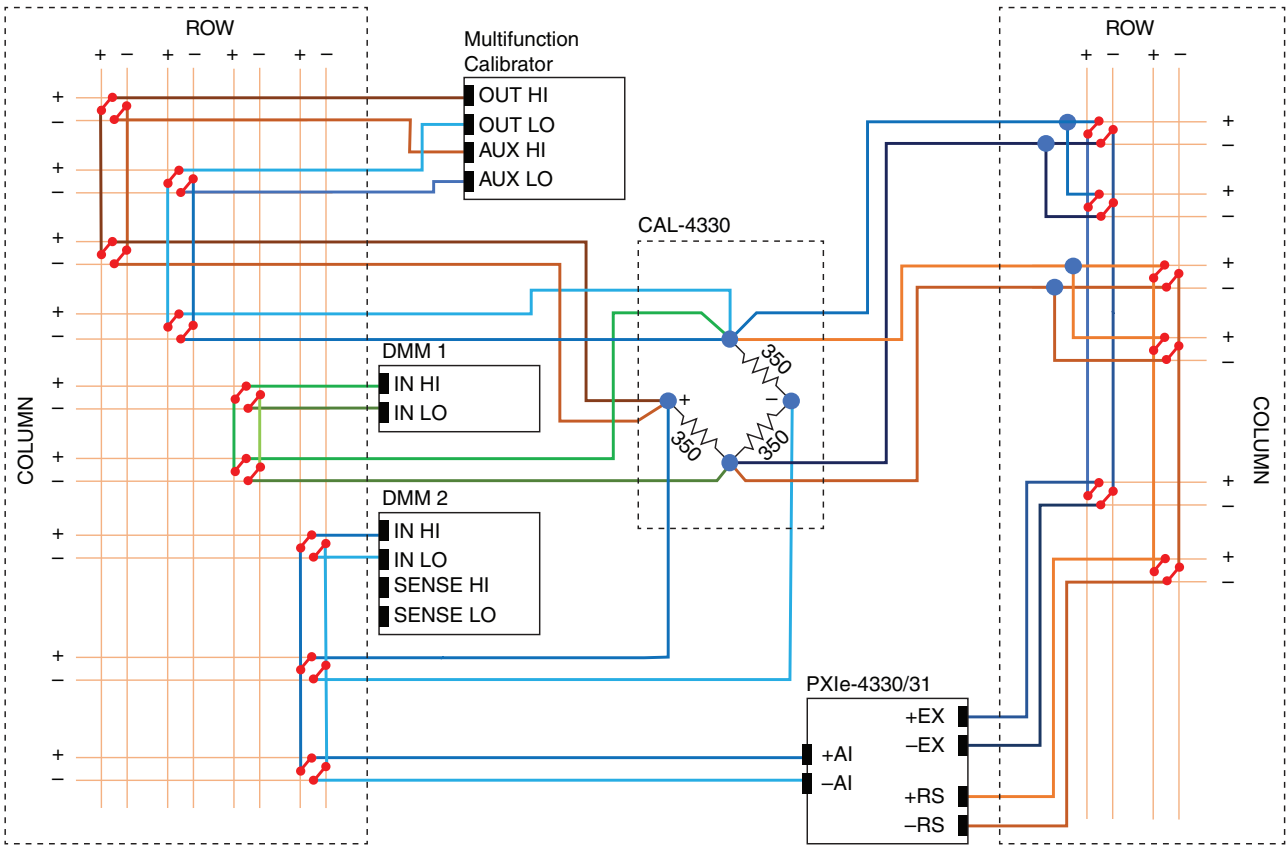 ROW
+ − + − + − + −
COLUMN
+
−
+
−
+
−
+
−
+
−
+
−
+
−
+
−
+
−
Multifunction
Calibrator
OUT HI
OUT LO
AUX HI
AUX LO
CAL-4330
350
+
−
350
350
DMM 1
IN HI
IN LO
DMM 2
IN HI
IN LO
SENSE HI
SENSE LO
PXIe-4330/31
+EX
−EX
+AI
−AI
+RS
−RS
ROW
+ − + −
+
−
+
−
+
−
+
−
+
−
+
−
COLUMN